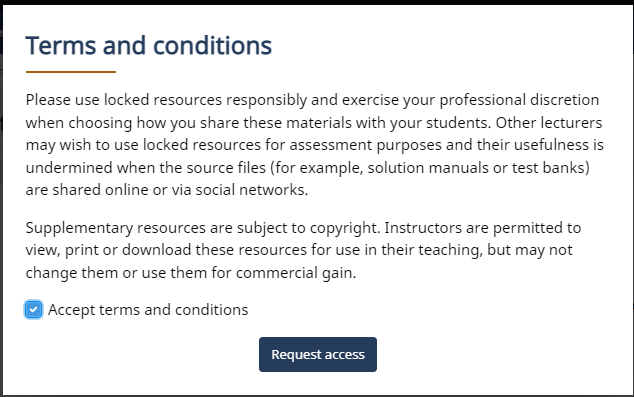 Terms and conditions
Please use locked resources responsibly and exercise your professional discretion
when choosing how you share these materials with your students. Other lecturers
may wish to use locked resources for assessment purposes and their usefulness is
undermined when the source files (for example, solution manuals or test banks)
are shared online or via social networks.
Supplementary resources are subject to copyright. Instructors are permitted to
view, print or download these resources for use in their teaching, but may not
change them or use them for commercial gain.
Accept terms and conditions
Request access